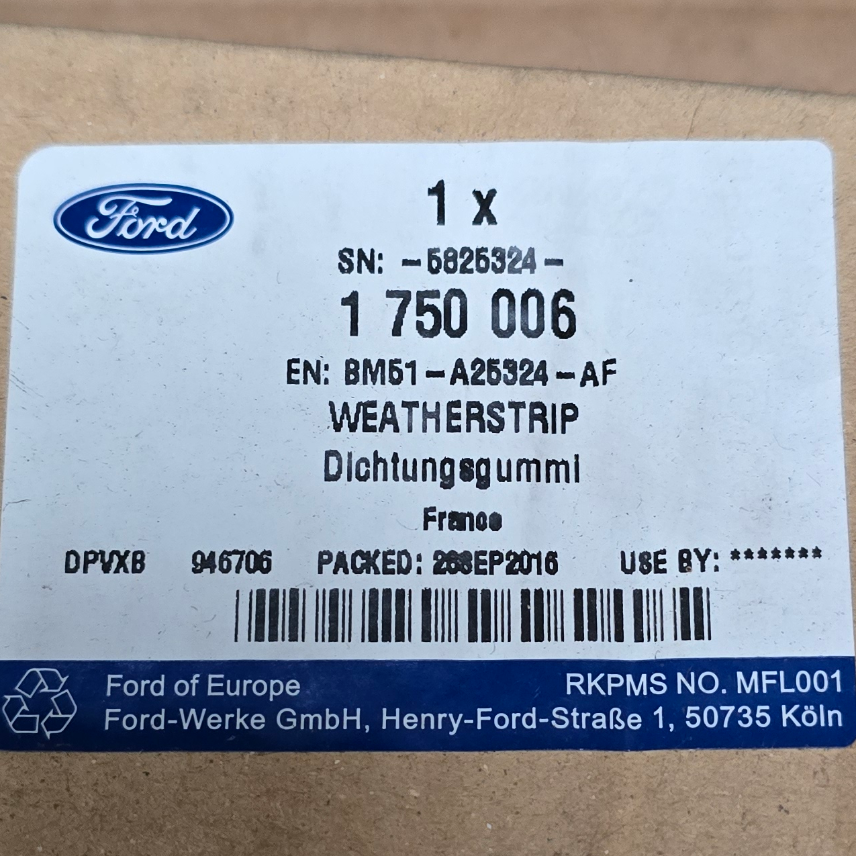 Ford
1 x
SN: -5825324-
1 750 006
EN: BM51-A25324-AF
WEATHERSTRIP
Dichtungsgummi
France
DPVXB 946706 PACKED: 26SEP2016 USE BY: *******
Ford of Europe RKPMS NO. MFL001
Ford-Werke GmbH, Henry-Ford-Straße 1, 50735 Köln